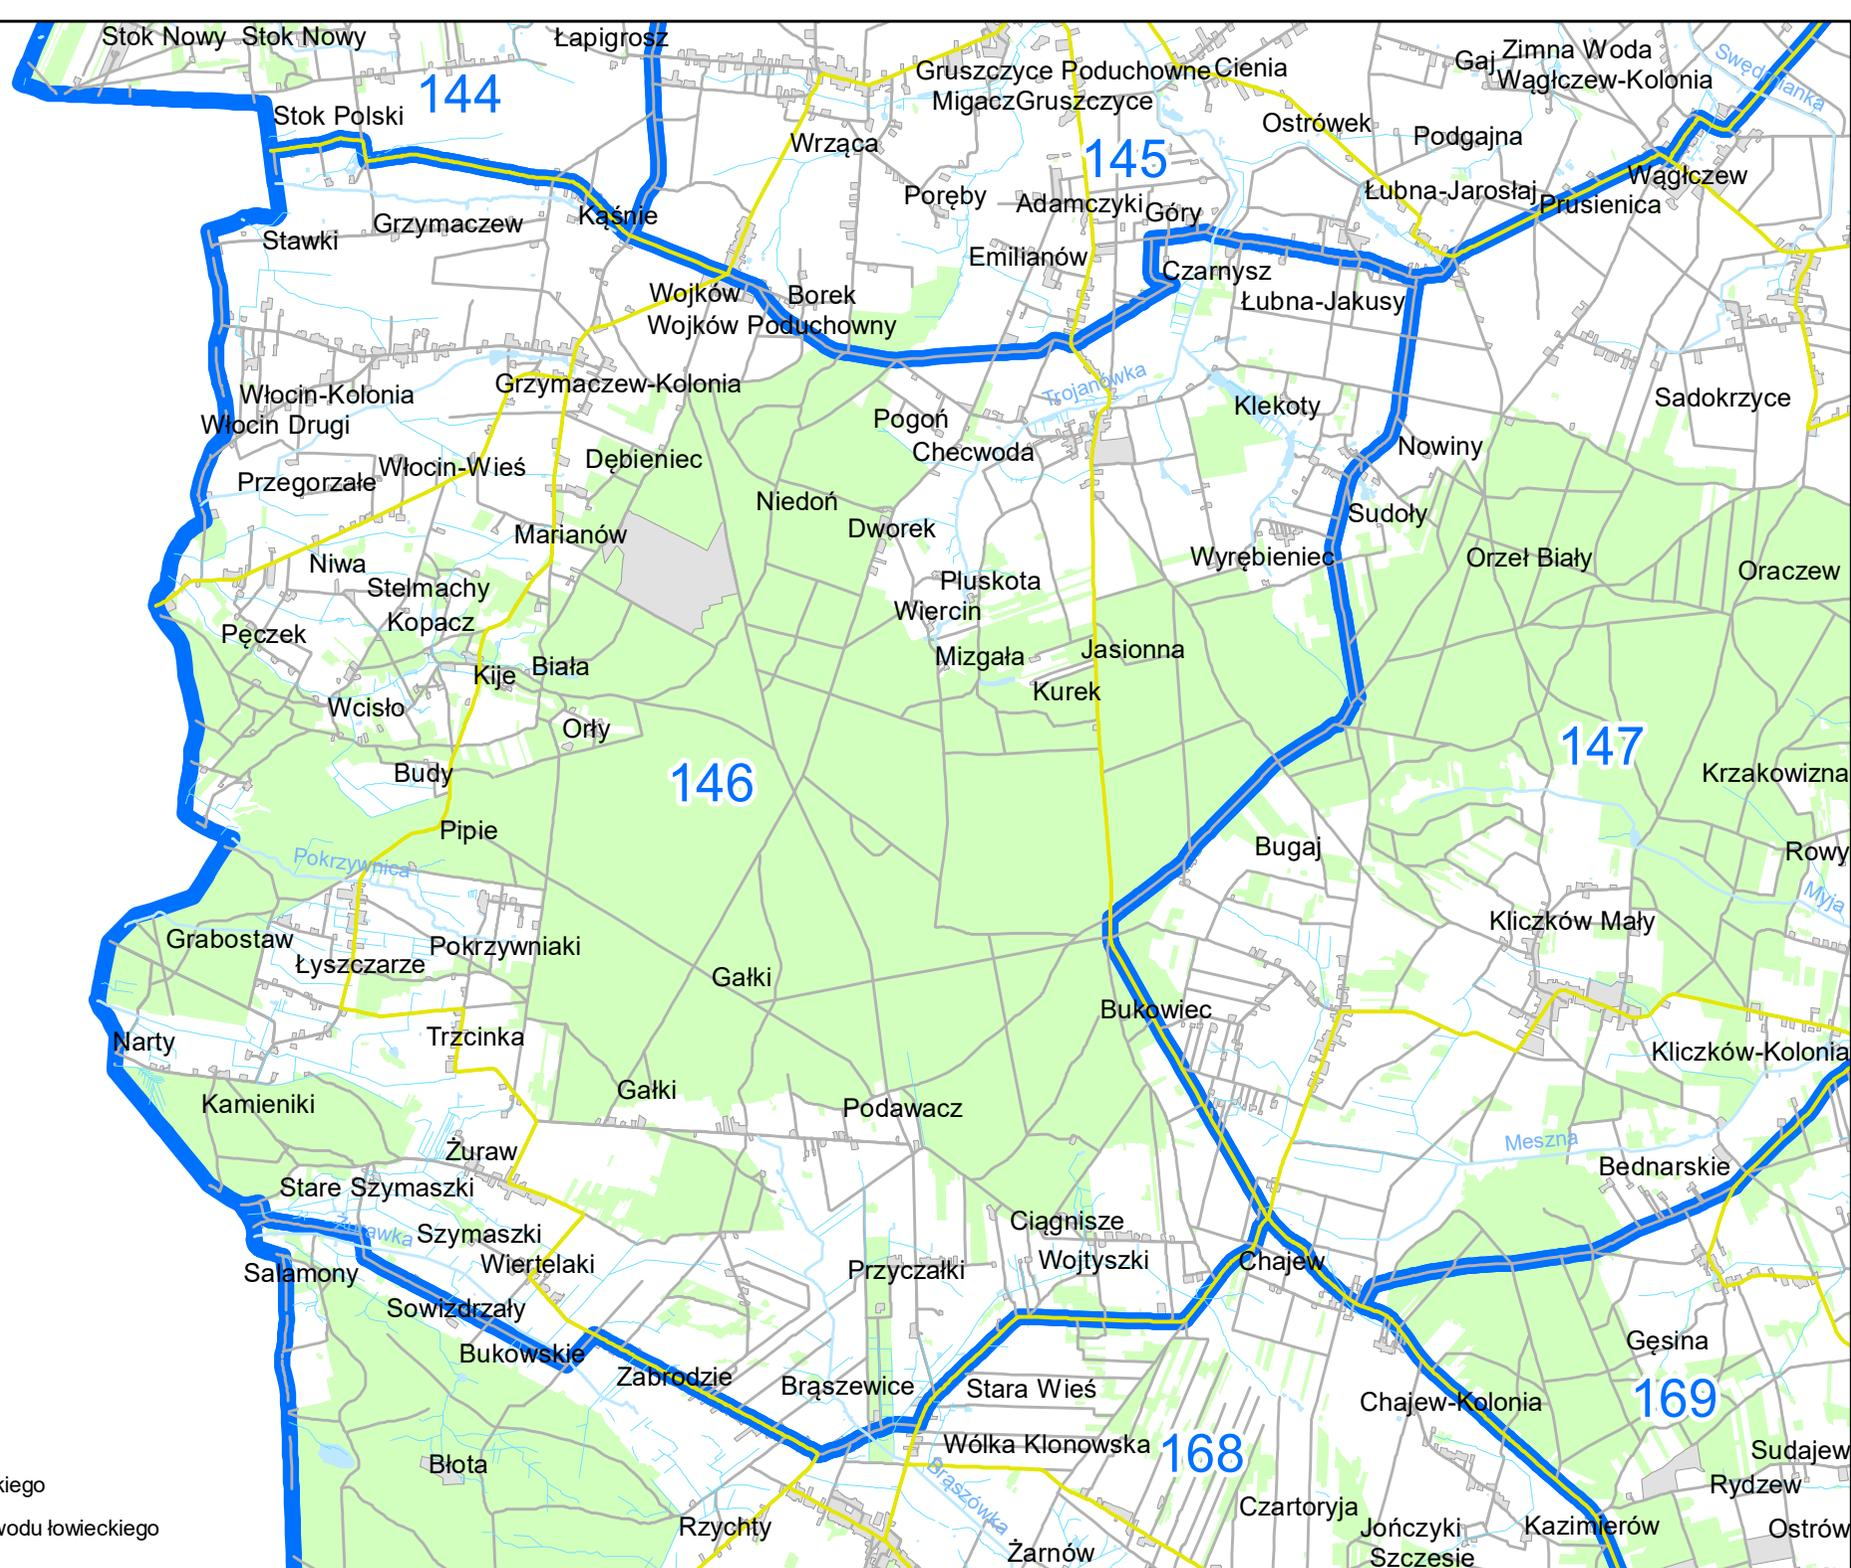 Stok Nowy Stok Nowy
Łapigrosz
Gaj
Zimna Woda
Wągłczew-Kolonia
Gruszczyce Poduchowne
Cienia
MigaczGruszczyce
144
Stok Polski
Ostrówek
Podgajna
Wrząca
145
Wągłczew
Łubna-Jarosłaj
Prusienica
Poręby
Adamczyki
Góry
Kąśnie
Grzymaczew
Stawki
Emilianów
Czarnysz
Wojków
Borek
Łubna-Jakusy
Wojków Poduchowny
Trojanówka
Grzymaczew-Kolonia
Włocin-Kolonia
Sadokrzyce
Klekoty
Włocin Drugi
Pogoń
Nowiny
Checwoda
Dębieniec
Włocin-Wieś
Przegorzałe
Niedoń
Sudoły
Dworek
Marianów
Wyrębieniec
Orzeł Biały
Niwa
Oraczew
Stelmachy
Pluskota
Wiercin
Kopacz
Pęczek
Jasionna
Mizgała
Biała
Kije
Kurek
Wcisło
Orły
147
Budy
146
Krzakowizna
Pipie
Bugaj
Rowy
Pokrzywnica
Myja
Kliczków Mały
Grabostaw
Pokrzywniaki
Łyszczarze
Gałki
Bukowiec
Trzcinka
Narty
Kliczków-Kolonia
Gałki
Kamieniki
Podawacz
Meszna
Żuraw
Bednarskie
Stare Szymaszki
Ciągnisze
Żurawka
Szymaszki
Wiertelaki
Wojtyszki
Chajew
Przyczałki
Salamony
Sowizdrzały
Gęsina
Bukowskie
Zabrodzie
Brąszewice
Stara Wieś
169
Chajew-Kolonia
Wólka Klonowska
168
Sudajew
Błota
Rydzew
kiego
Brąszówka
Czartoryja
Rzychty
Jończyki
Kazimierów
Ostrów
wodu łowieckiego
Żarnów
Szczesie